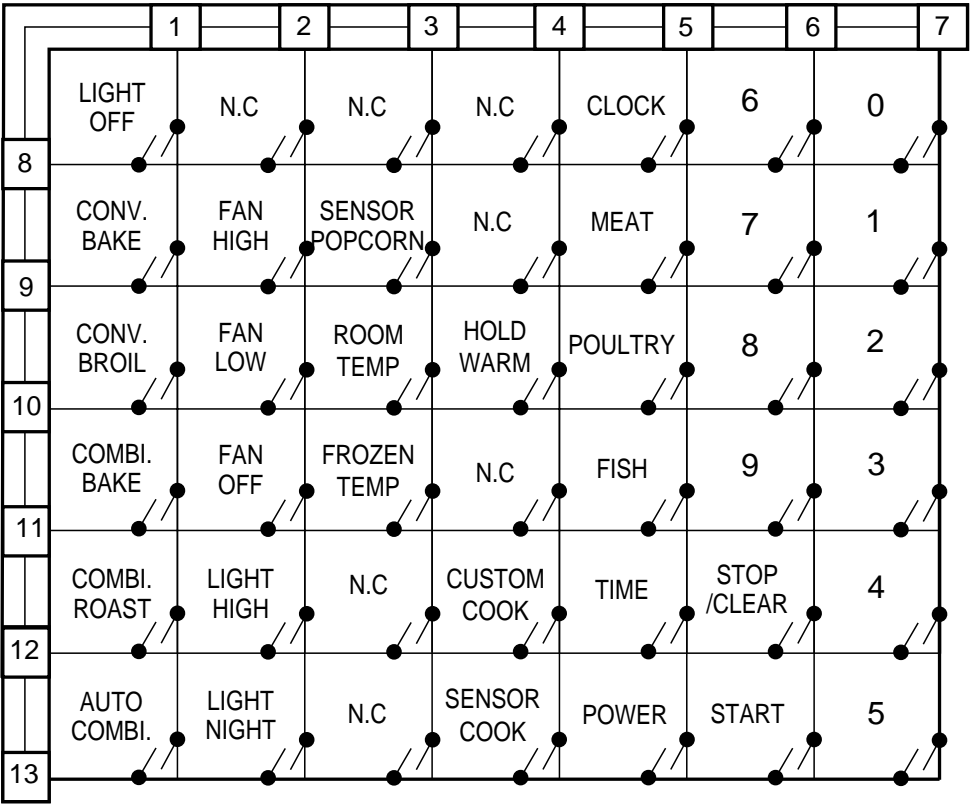 1 2 3 4 5 6 7
LIGHT OFF N.C N.C N.C CLOCK 6 0
8
CONV. BAKE FAN HIGH SENSOR POPCORN N.C MEAT 7 1
9
CONV. BROIL FAN LOW ROOM TEMP HOLD WARM POULTRY 8 2
10
COMBI. BAKE FAN OFF FROZEN TEMP N.C FISH 9 3
11
COMBI. ROAST LIGHT HIGH N.C CUSTOM COOK TIME STOP /CLEAR 4
12
AUTO COMBI. LIGHT NIGHT N.C SENSOR COOK POWER START 5
13